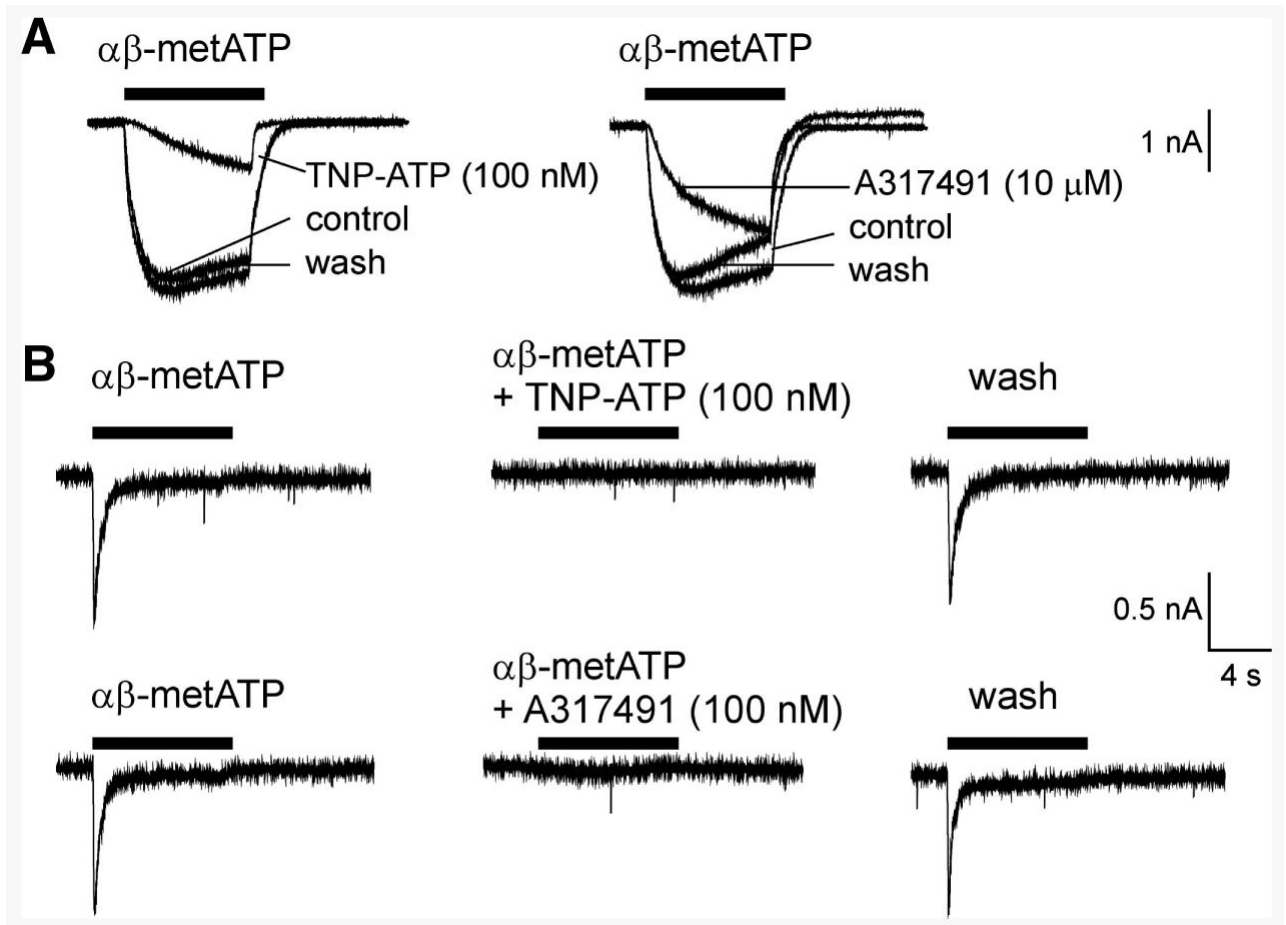 A
αβ-metATP
αβ-metATP
1 nA
TNP-ATP (100 nM)
control
wash
A317491 (10 μM)
control
wash
B
αβ-metATP
αβ-metATP
+ TNP-ATP (100 nM)
wash
0.5 nA
4 s
αβ-metATP
αβ-metATP
+ A317491 (100 nM)
wash